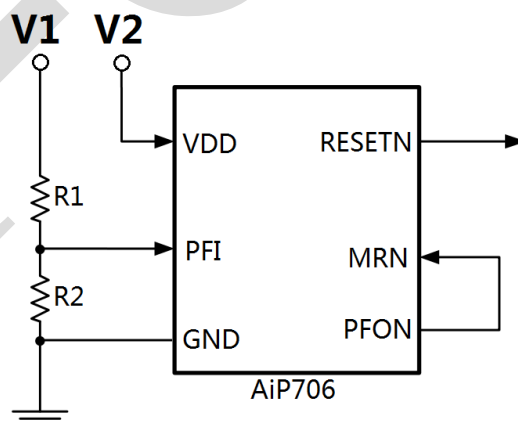 V1 V2
VDD
RESETN
R1
PFI
MRN
R2
PFON
GND
AiP706